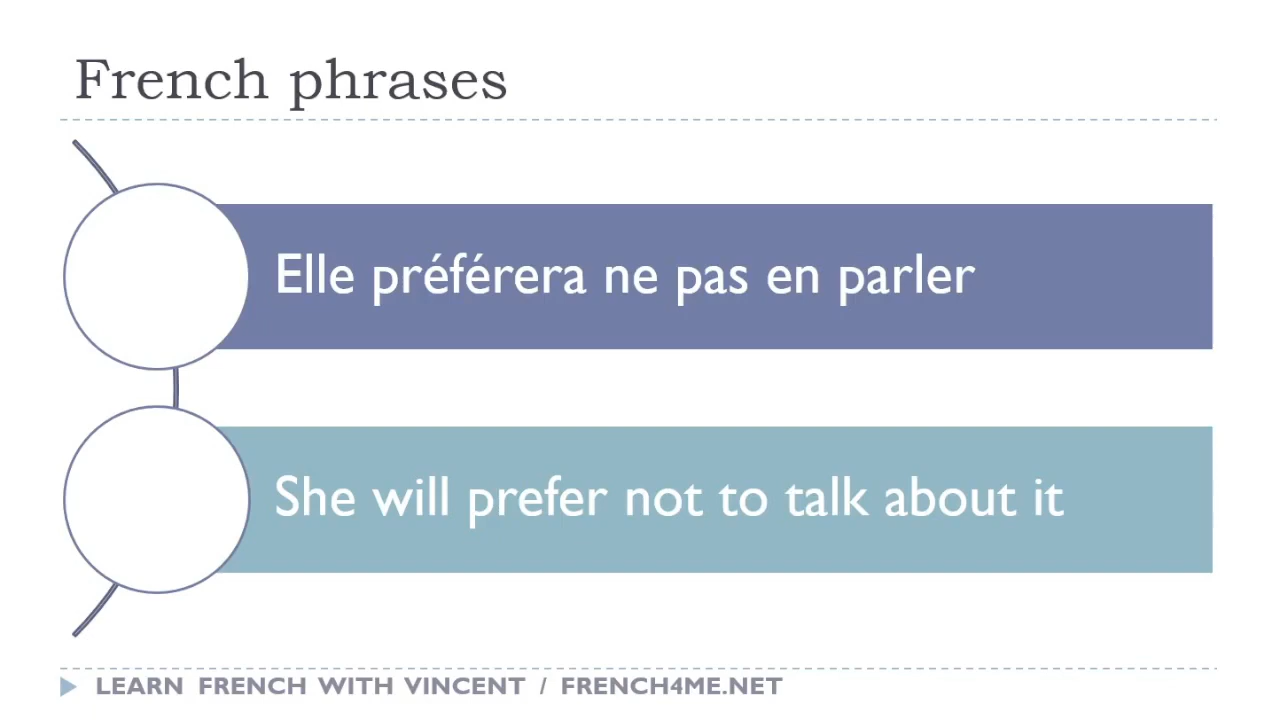 French phrases
Elle préférera ne pas en parler
She will prefer not to talk about it
LEARN FRENCH WITH VINCENT / FRENCH4ME.NET